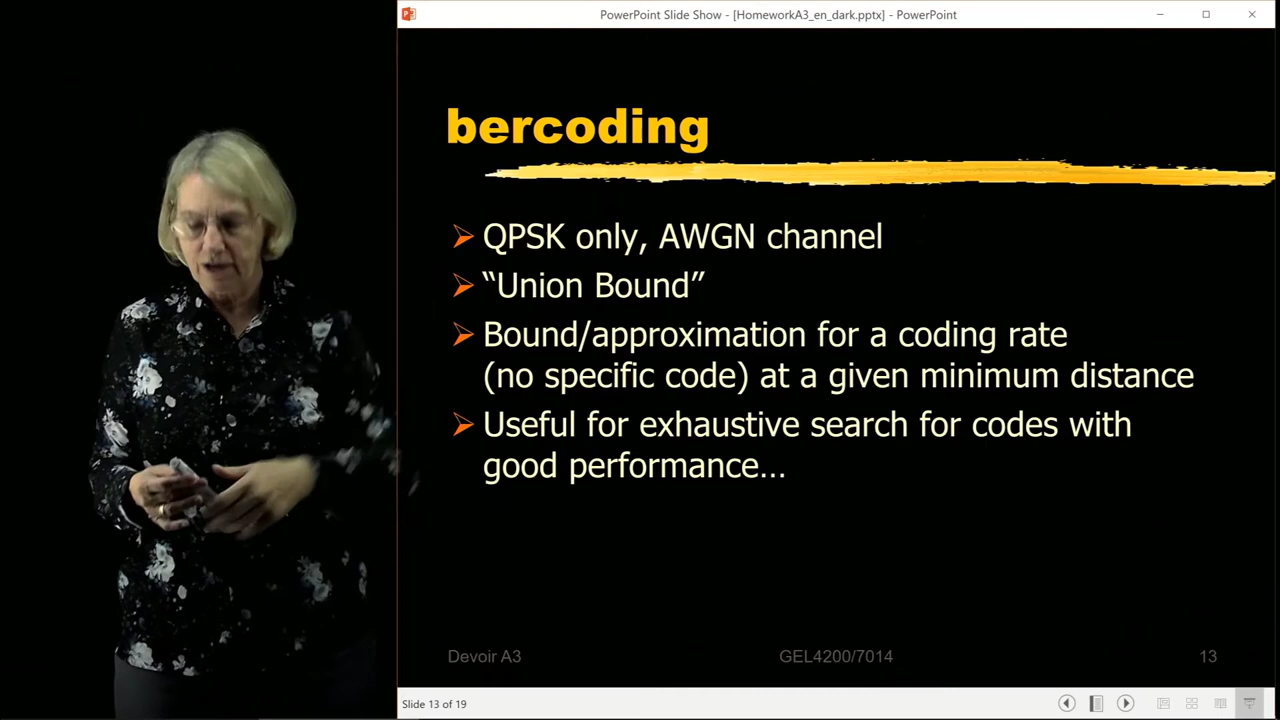 PowerPoint Slide Show - [HomeworkA3_en_dark.pptx] - PowerPoint
bercoding
QPSK only, AWGN channel
“Union Bound”
Bound/approximation for a coding rate
(no specific code) at a given minimum distance
Useful for exhaustive search for codes with
good performance…
Devoir A3
GEL4200/7014
13
Slide 13 of 19